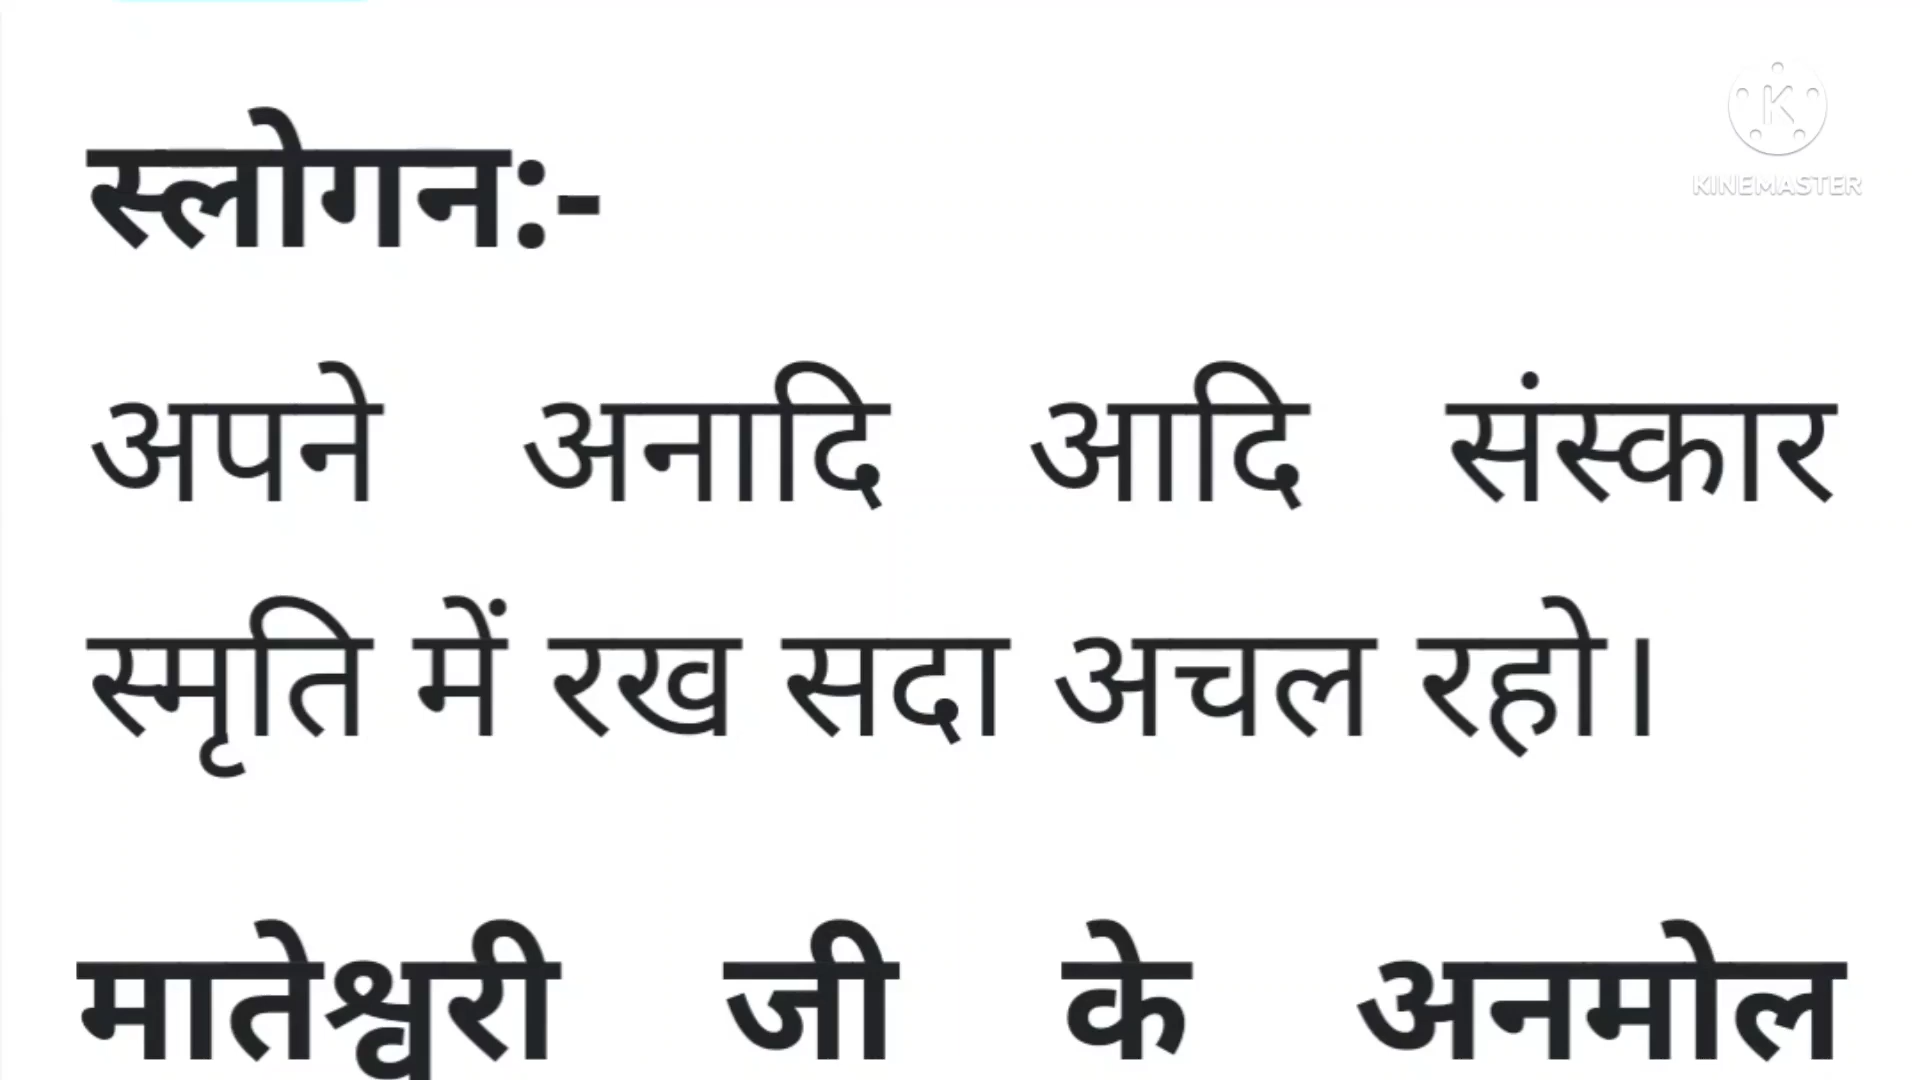 स्लोगन:-
KINEMASTER
अपने अनादि आदि संस्कार
स्मृति में रख सदा अचल रहो।
मातेश्वरी जी के अनमोल